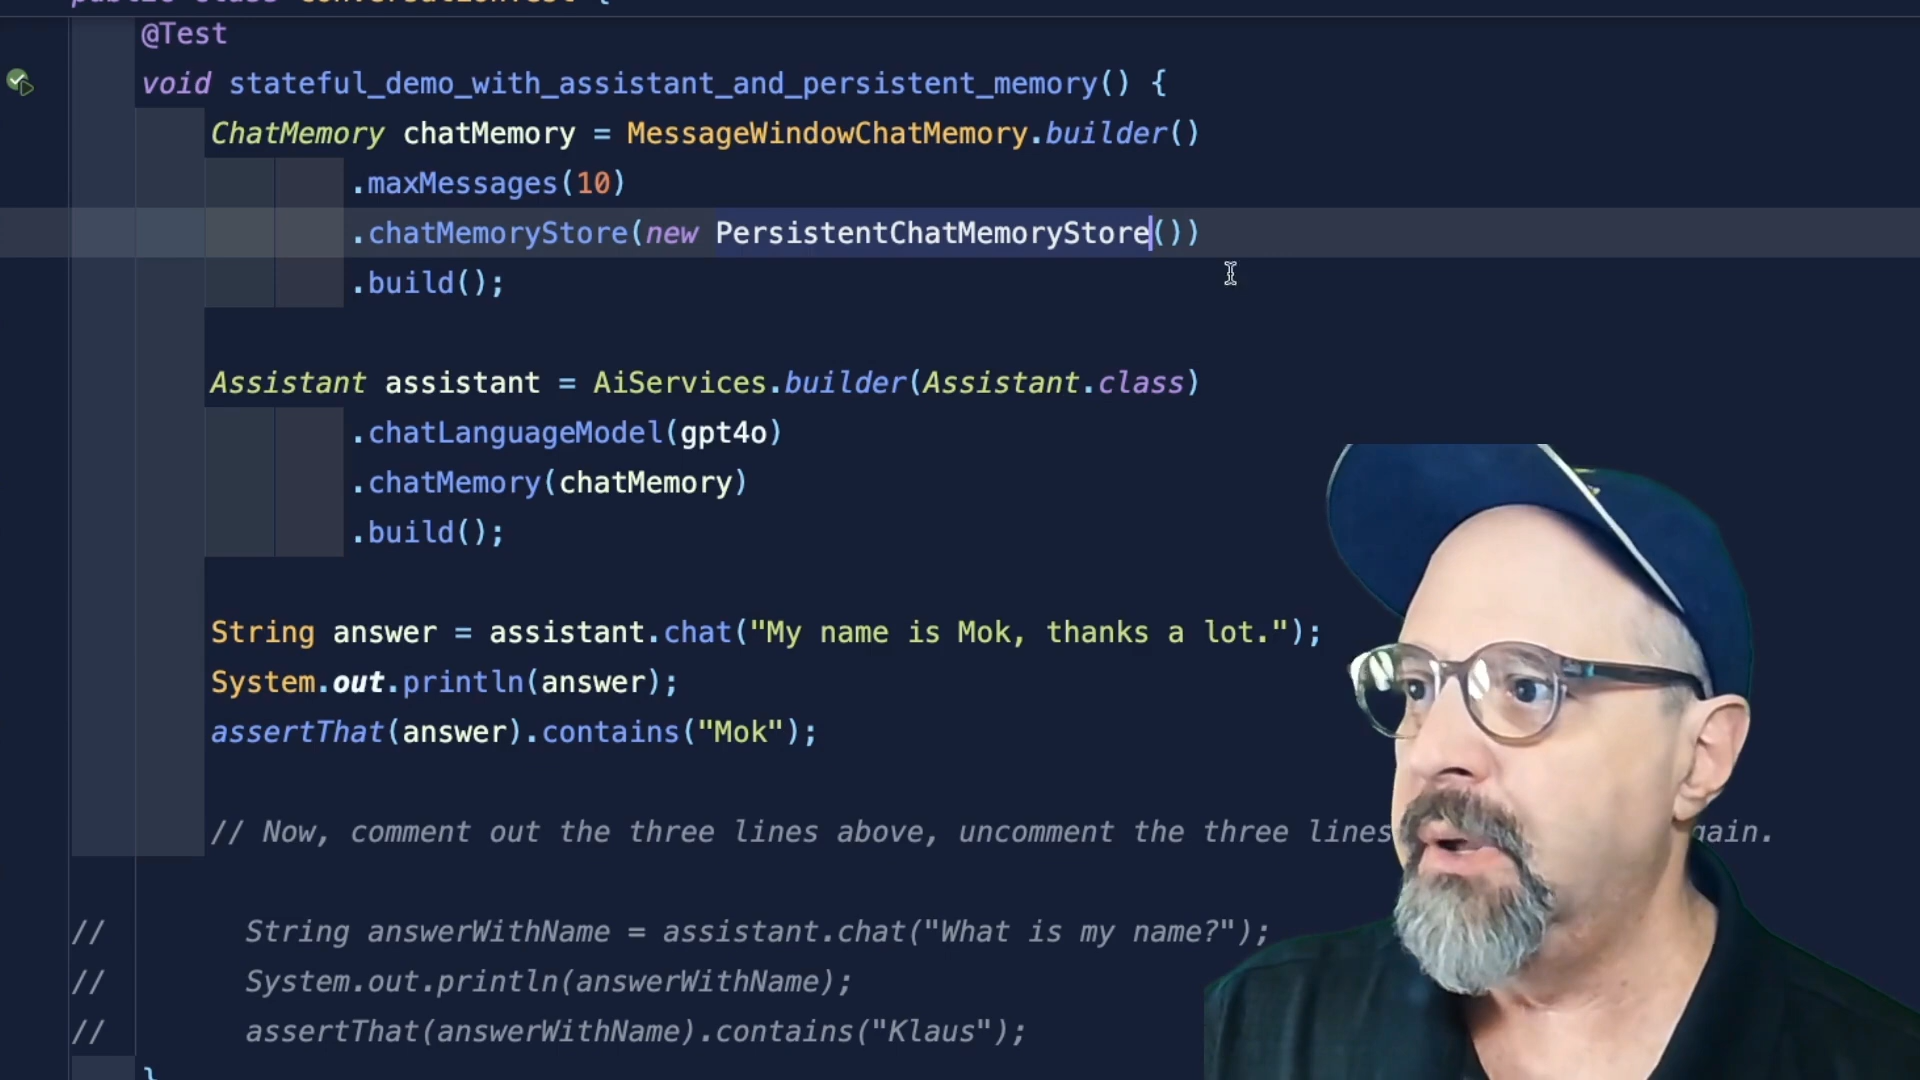 @Test
void stateful_demo_with_assistant_and_persistent_memory() {
ChatMemory chatMemory = MessageWindowChatMemory.builder()
.maxMessages(10)
.chatMemoryStore(new PersistentChatMemoryStore())
.build();
Assistant assistant = AiServices.builder(Assistant.class)
.chatLanguageModel(gpt4o)
.chatMemory(chatMemory)
.build();
String answer = assistant.chat("My name is Mok, thanks a lot.");
System.out.println(answer);
assertThat(answer).contains("Mok");
// Now, comment out the three lines above, uncomment the three lines
// String answerWithName = assistant.chat("What is my name?");
// System.out.println(answerWithName);
// assertThat(answerWithName).contains("Klaus");
}